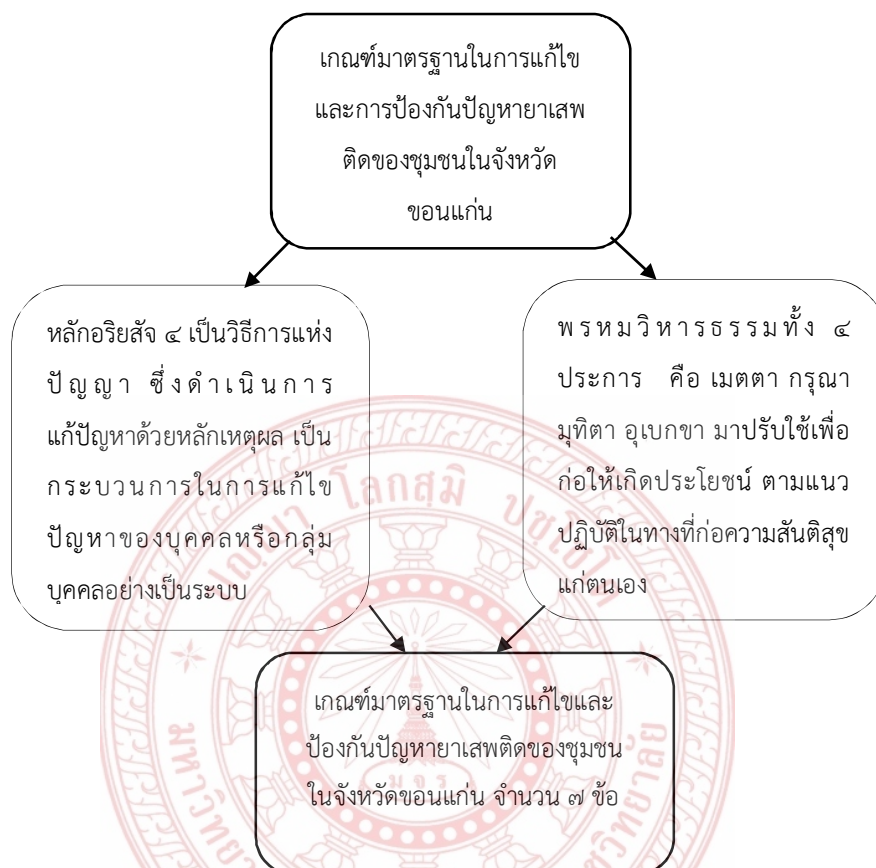 เกณฑ์มาตรฐานในการแก้ไข
และการป้องกันปัญหายาเสพ
ติดของชุมชนในจังหวัด
ขอนแก่น
หลักอริยสัจ ๔ เป็นวิธีการแห่ง
ปัญญา ซึ่งดำเนินการ
แก้ปัญหาด้วยหลักเหตุผล เป็น
กระบวนการในการแก้ไข
ปัญหาของบุคคลหรือกลุ่ม
บุคคลอย่างเป็นระบบ
พรหมวิหารธรรมทั้ง ๔
ประการ คือ เมตตา กรุณา
มุทิตา อุเบกขา มาปรับใช้เพื่อ
ก่อให้เกิดประโยชน์ ตามแนว
ปฏิบัติในทางที่ก่อความสันติสุข
แก่ตนเอง
โลกสฺมิ ปชฺโชโต
เกณฑ์มาตรฐานในการแก้ไขและ
ป้องกันปัญหายาเสพติดของชุมชน
ในจังหวัดขอนแก่น จำนวน ๗ ข้อ
ม จ ร